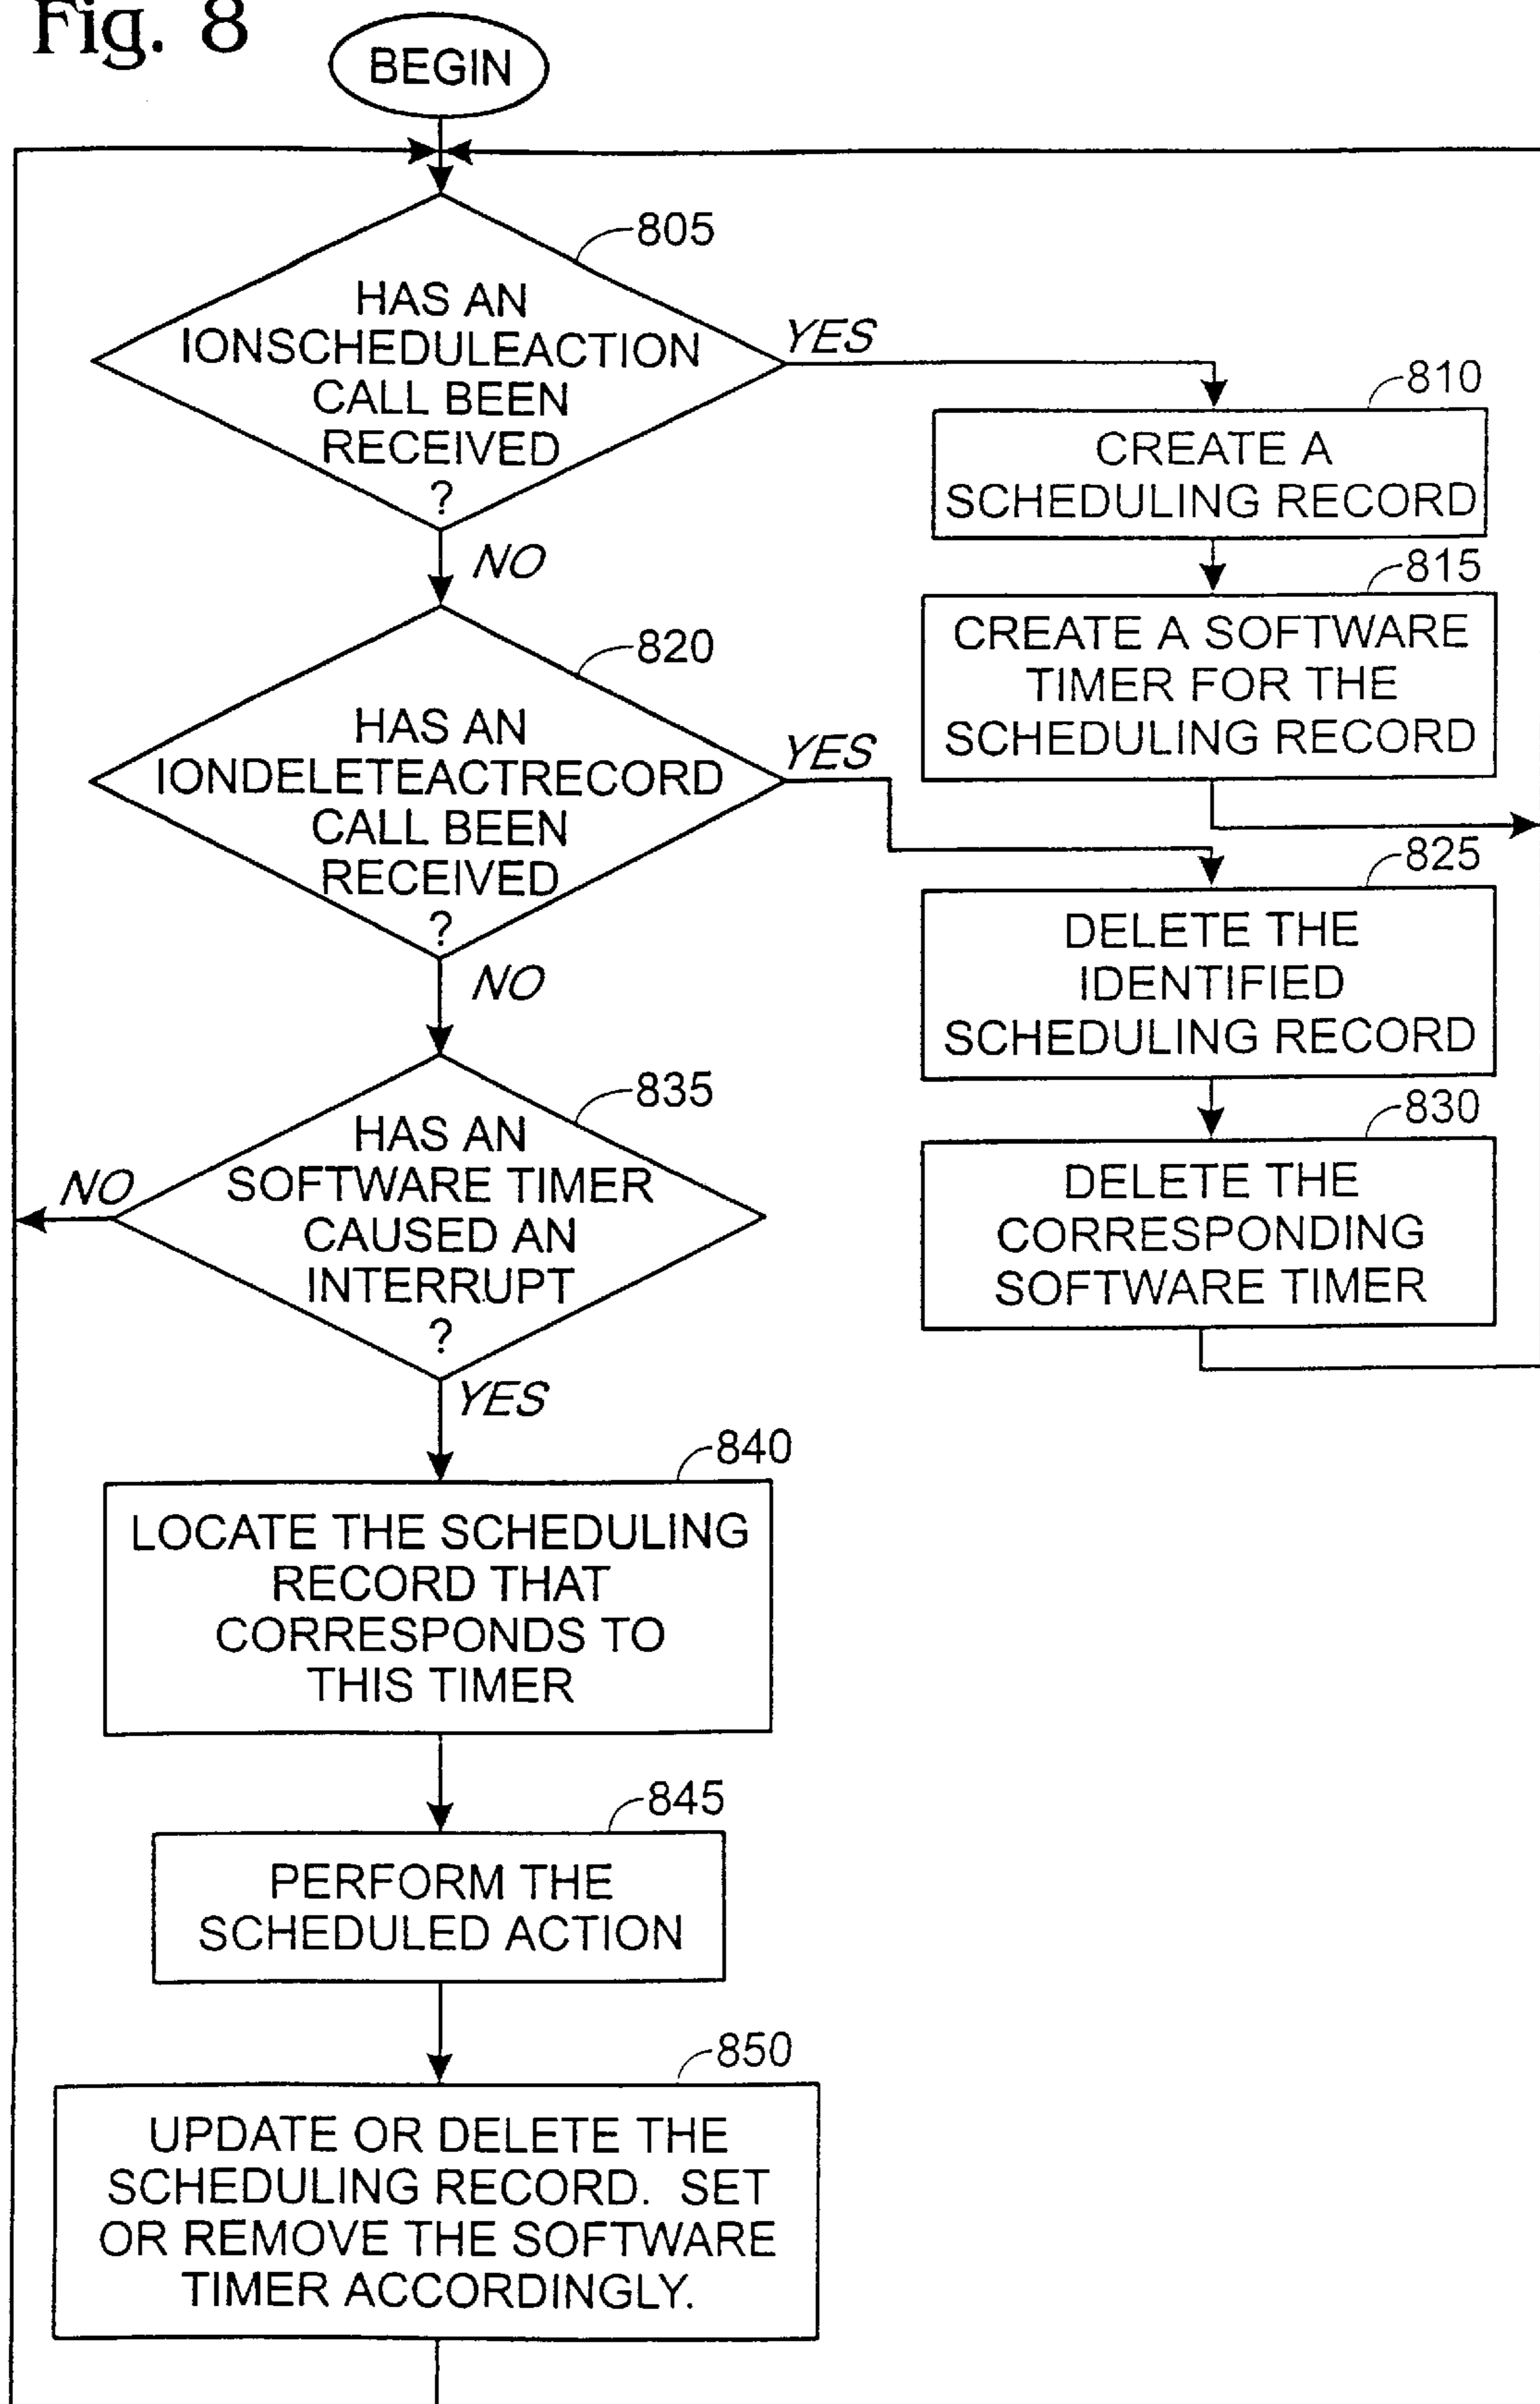 Fig. 8
BEGIN
805
HAS AN
IONSCHEDULEACTION
CALL BEEN
RECEIVED
?
YES
NO
810
CREATE A
SCHEDULING RECORD
815
CREATE A SOFTWARE
TIMER FOR THE
SCHEDULING RECORD
820
HAS AN
IONDELETEACTRECORD
CALL BEEN
RECEIVED
?
YES
NO
825
DELETE THE
IDENTIFIED
SCHEDULING RECORD
830
DELETE THE
CORRESPONDING
SOFTWARE TIMER
835
HAS AN
SOFTWARE TIMER
CAUSED AN
INTERRUPT
?
NO
YES
840
LOCATE THE SCHEDULING
RECORD THAT
CORRESPONDS TO
THIS TIMER
845
PERFORM THE
SCHEDULED ACTION
850
UPDATE OR DELETE THE
SCHEDULING RECORD. SET
OR REMOVE THE SOFTWARE
TIMER ACCORDINGLY.